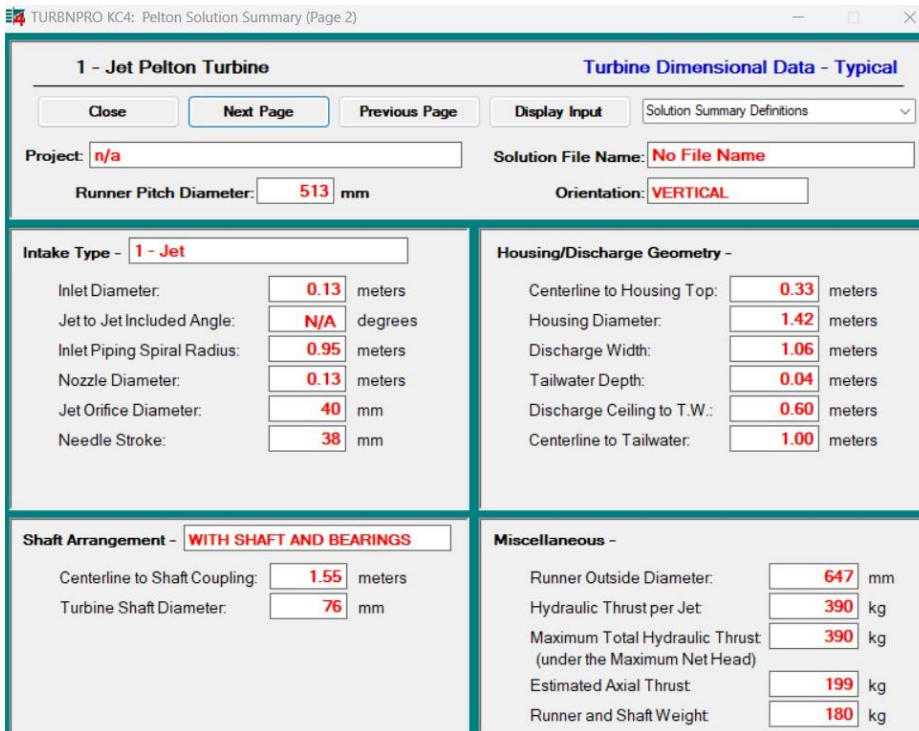 TURBNPRO KC4: Pelton Solution Summary (Page 2)
1 - Jet Pelton Turbine
Turbine Dimensional Data - Typical
Close
Next Page
Previous Page
Display Input
Solution Summary Definitions
Project: n/a
Solution File Name: No File Name
Runner Pitch Diameter: 513 mm
Orientation: VERTICAL
Intake Type - 1 - Jet
Inlet Diameter: 0.13 meters
Jet to Jet Included Angle: N/A degrees
Inlet Piping Spiral Radius: 0.95 meters
Nozzle Diameter: 0.13 meters
Jet Orifice Diameter: 40 mm
Needle Stroke: 38 mm
Housing/Discharge Geometry -
Centerline to Housing Top: 0.33 meters
Housing Diameter: 1.42 meters
Discharge Width: 1.06 meters
Tailwater Depth: 0.04 meters
Discharge Ceiling to T.W.: 0.60 meters
Centerline to Tailwater: 1.00 meters
Shaft Arrangement - WITH SHAFT AND BEARINGS
Centerline to Shaft Coupling: 1.55 meters
Turbine Shaft Diameter: 76 mm
Miscellaneous -
Runner Outside Diameter: 647 mm
Hydraulic Thrust per Jet: 390 kg
Maximum Total Hydraulic Thrust: 390 kg
(under the Maximum Net Head)
Estimated Axial Thrust: 199 kg
Runner and Shaft Weight: 180 kg